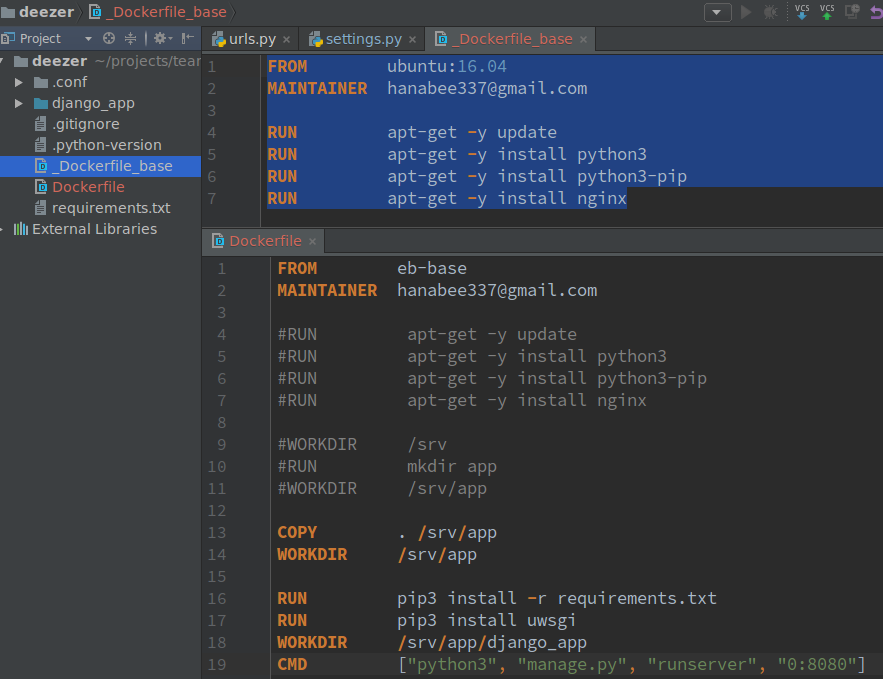 deezer _Dockerfile_base
VCS VCS
Project
urls.py × settings.py × _Dockerfile_base ×
deezer ~/projects/tear
.conf
django_app
.gitignore
.python-version
_Dockerfile_base
Dockerfile
requirements.txt
External Libraries
1 FROM ubuntu:16.04
2 MAINTAINER hanabee337@gmail.com
3
4 RUN apt-get -y update
5 RUN apt-get -y install python3
6 RUN apt-get -y install python3-pip
7 RUN apt-get -y install nginx
Dockerfile ×
1 FROM eb-base
2 MAINTAINER hanabee337@gmail.com
3
4 #RUN apt-get -y update
5 #RUN apt-get -y install python3
6 #RUN apt-get -y install python3-pip
7 #RUN apt-get -y install nginx
8
9 #WORKDIR /srv
10 #RUN mkdir app
11 #WORKDIR /srv/app
12
13 COPY . /srv/app
14 WORKDIR /srv/app
15
16 RUN pip3 install -r requirements.txt
17 RUN pip3 install uwsgi
18 WORKDIR /srv/app/django_app
19 CMD ["python3", "manage.py", "runserver", "0:8080"]